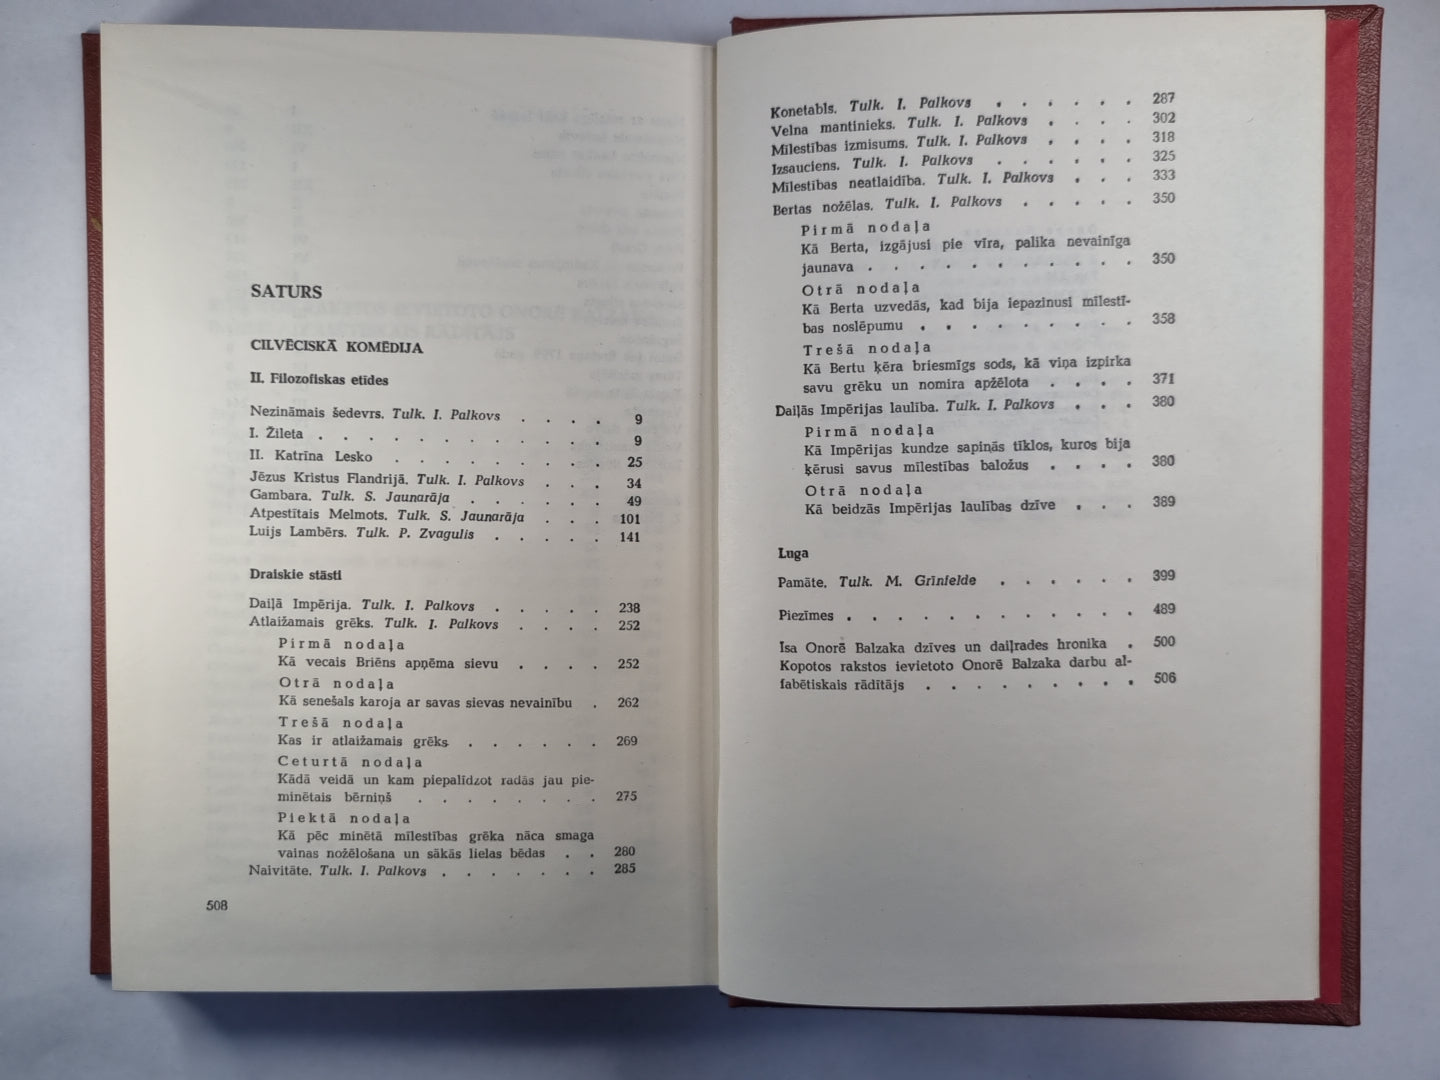 SATURS
CILVĒCISKĀ KOMĒDIJA
II. Filozofiskas etīdes
Nezināmais šedevrs. Tulk. I. Palkovs . . . . 9
I. Žileta . . . . . . . . . . . . 9
II. Katrīna Lesko . . . . . . . . . 25
Jēzus Kristus Flandrijā. Tulk. I. Palkovs . . . 34
Gambara. Tulk. S. Jaunarāja . . . . . . 49
Atpestītais Melmots. Tulk. S. Jaunarāja . . . 101
Luijs Lambērs. Tulk. P. Zvagulis . . . . . 141
Draiskie stāsti
Daiļā Impērija. Tulk. I. Palkovs . . . . . 238
Atlaižamais grēks. Tulk. I. Palkovs . . . . 252
Pirmā nodaļa
Kā vecais Briēns apņēma sievu . . . . 252
Otrā nodaļa
Kā senešals karoja ar savas sievas nevainību . 262
Trešā nodaļa
Kas ir atlaižamais grēks . . . . . . 269
Ceturtā nodaļa
Kādā veidā un kam piepalīdzot radās jau pie-
minētais bērniņš . . . . . . . . 275
Piektā nodaļa
Kā pēc minētā mīlestības grēka nāca smaga
vainas nožēlošana un sākās lielas bēdas . . 280
Naivitāte. Tulk. I. Palkovs . . . . . . . 285
508
Konetabls. Tulk. I. Palkovs . . . . . . 287
Velna mantinieks. Tulk. I. Palkovs . . . . 302
Mīlestības izmisums. Tulk. I. Palkovs . . . . 318
Izsauciens. Tulk. I. Palkovs . . . . . . 325
Mīlestības neatlaidība. Tulk. I. Palkovs . . . 333
Bertas nožēlas. Tulk. I. Palkovs . . . . . 350
Pirmā nodaļa
Kā Berta, izgājusi pie vīra, palika nevainīga
jaunava . . . . . . . . . . . 350
Otrā nodaļa
Kā Berta uzvedās, kad bija iepazinusi mīlestī-
bas noslēpumu . . . . . . . . . 358
Trešā nodaļa
Kā Bertu ķēra briesmīgs sods, kā viņa izpirka
savu grēku un nomira apžēlota . . . . 371
Daiļās Impērijas laulība. Tulk. I. Palkovs . . . 380
Pirmā nodaļa
Kā Impērijas kundze sapinās tīklos, kuros bija
ķērusi savus mīlestības baložus . . . . 380
Otrā nodaļa
Kā beidzās Impērijas laulības dzīve . . . 389
Luga
Pamāte. Tulk. M. Grīnfelde . . . . . . 399
Piezīmes . . . . . . . . . . . . 489
Īsa Onorē Balzaka dzīves un daiļrades hronika . 500
Kopotos rakstos ievietoto Onorē Balzaka darbu al-
fabētiskais rādītājs . . . . . . . . . 506